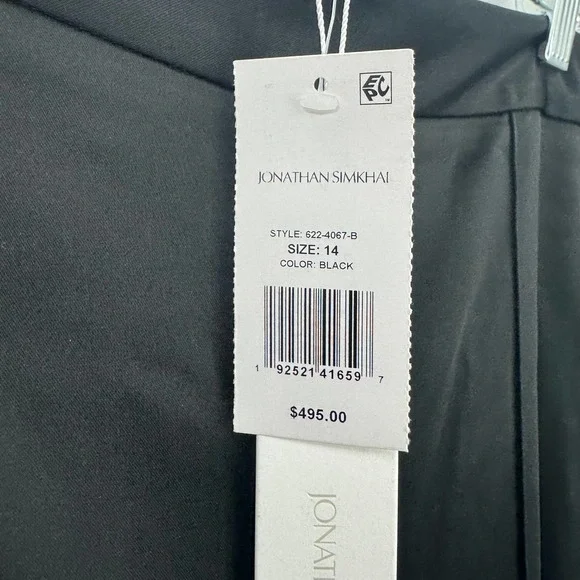 EPC
JONATHAN SIMKHAI
STYLE: 622-4067-B
SIZE: 14
COLOR: BLACK
1 92521 41659 7
$495.00
JONATH